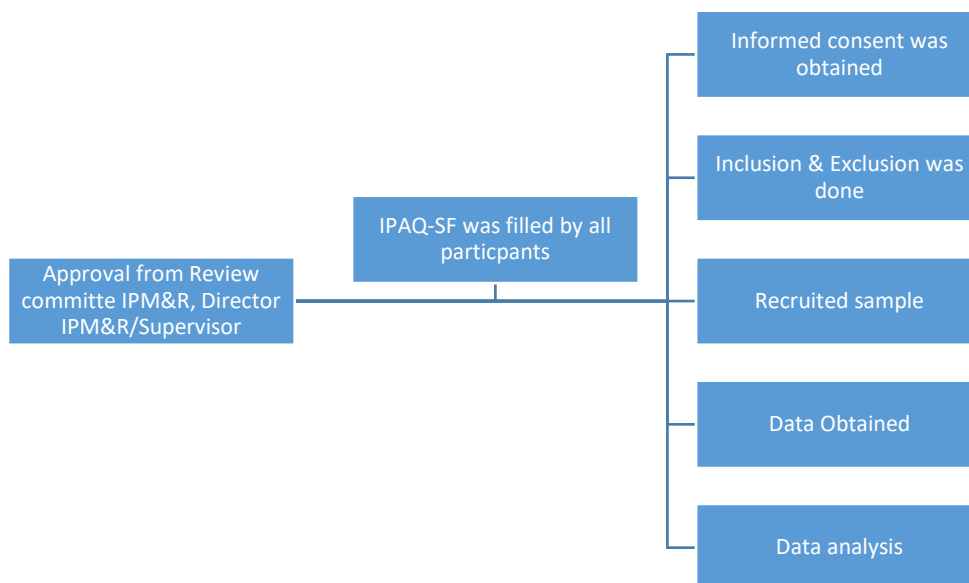 Approval from Review
committe IPM&R, Director
IPM&R/Supervisor
IPAQ-SF was filled by all
particpants
Informed consent was
obtained
Inclusion & Exclusion was
done
Recruited sample
Data Obtained
Data analysis